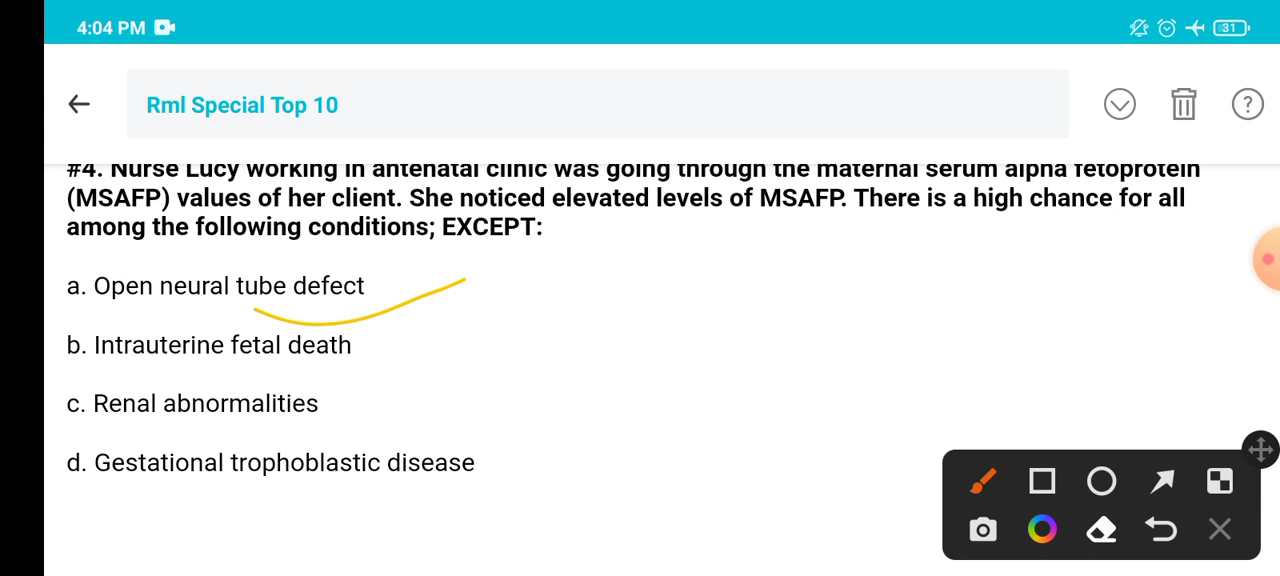 4:04 PM
31
Rml Special Top 10
?
#4. Nurse Lucy working in antenatal clinic was going through the maternal serum alpha fetoprotein
(MSAFP) values of her client. She noticed elevated levels of MSAFP. There is a high chance for all
among the following conditions; EXCEPT:
a. Open neural tube defect
b. Intrauterine fetal death
c. Renal abnormalities
d. Gestational trophoblastic disease